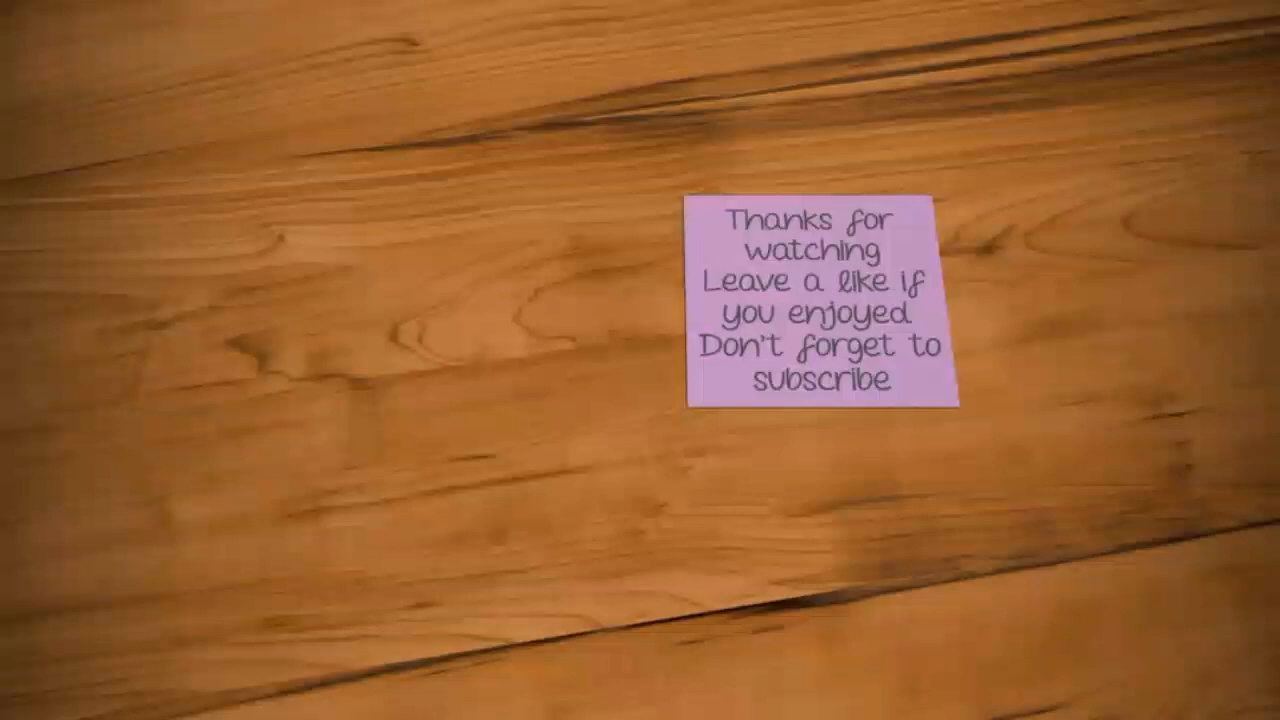 Thanks for
watching
Leave a like if
you enjoyed
Don't forget to
subscribe